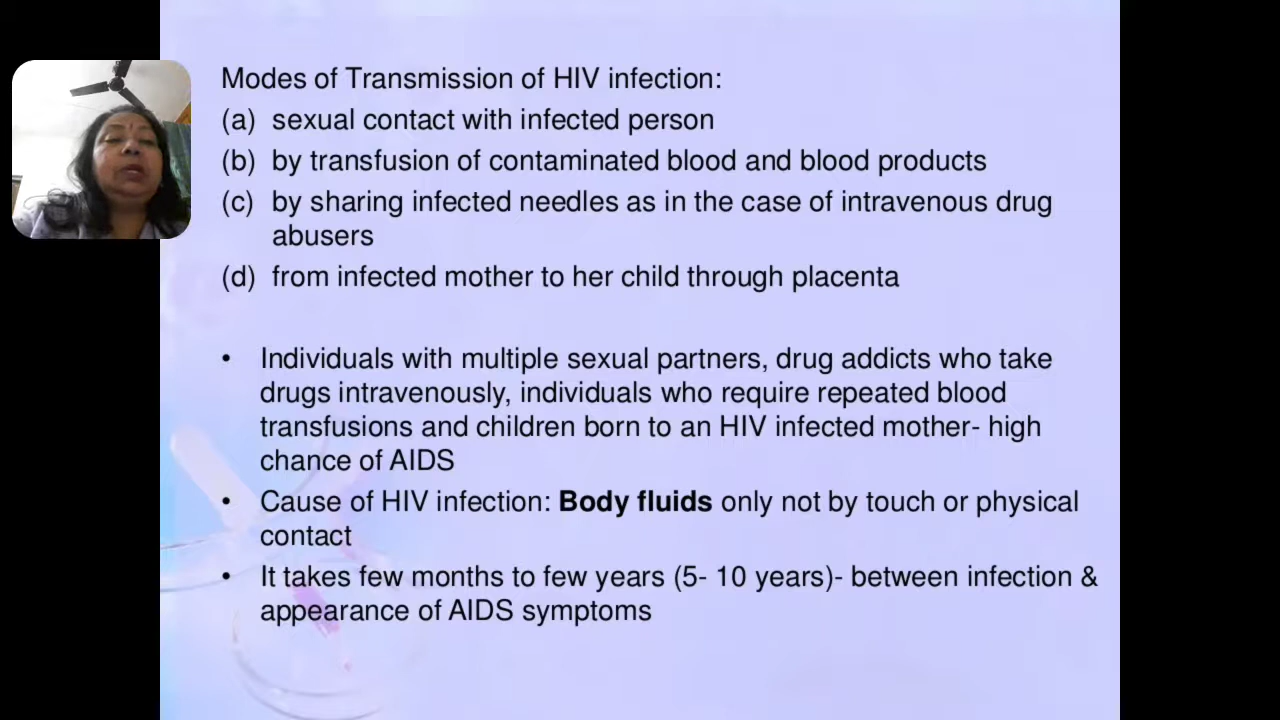 Modes of Transmission of HIV infection:
(a) sexual contact with infected person
(b) by transfusion of contaminated blood and blood products
(c) by sharing infected needles as in the case of intravenous drug
abusers
(d) from infected mother to her child through placenta
• Individuals with multiple sexual partners, drug addicts who take
drugs intravenously, individuals who require repeated blood
transfusions and children born to an HIV infected mother- high
chance of AIDS
• Cause of HIV infection: Body fluids only not by touch or physical
contact
• It takes few months to few years (5- 10 years)- between infection &
appearance of AIDS symptoms